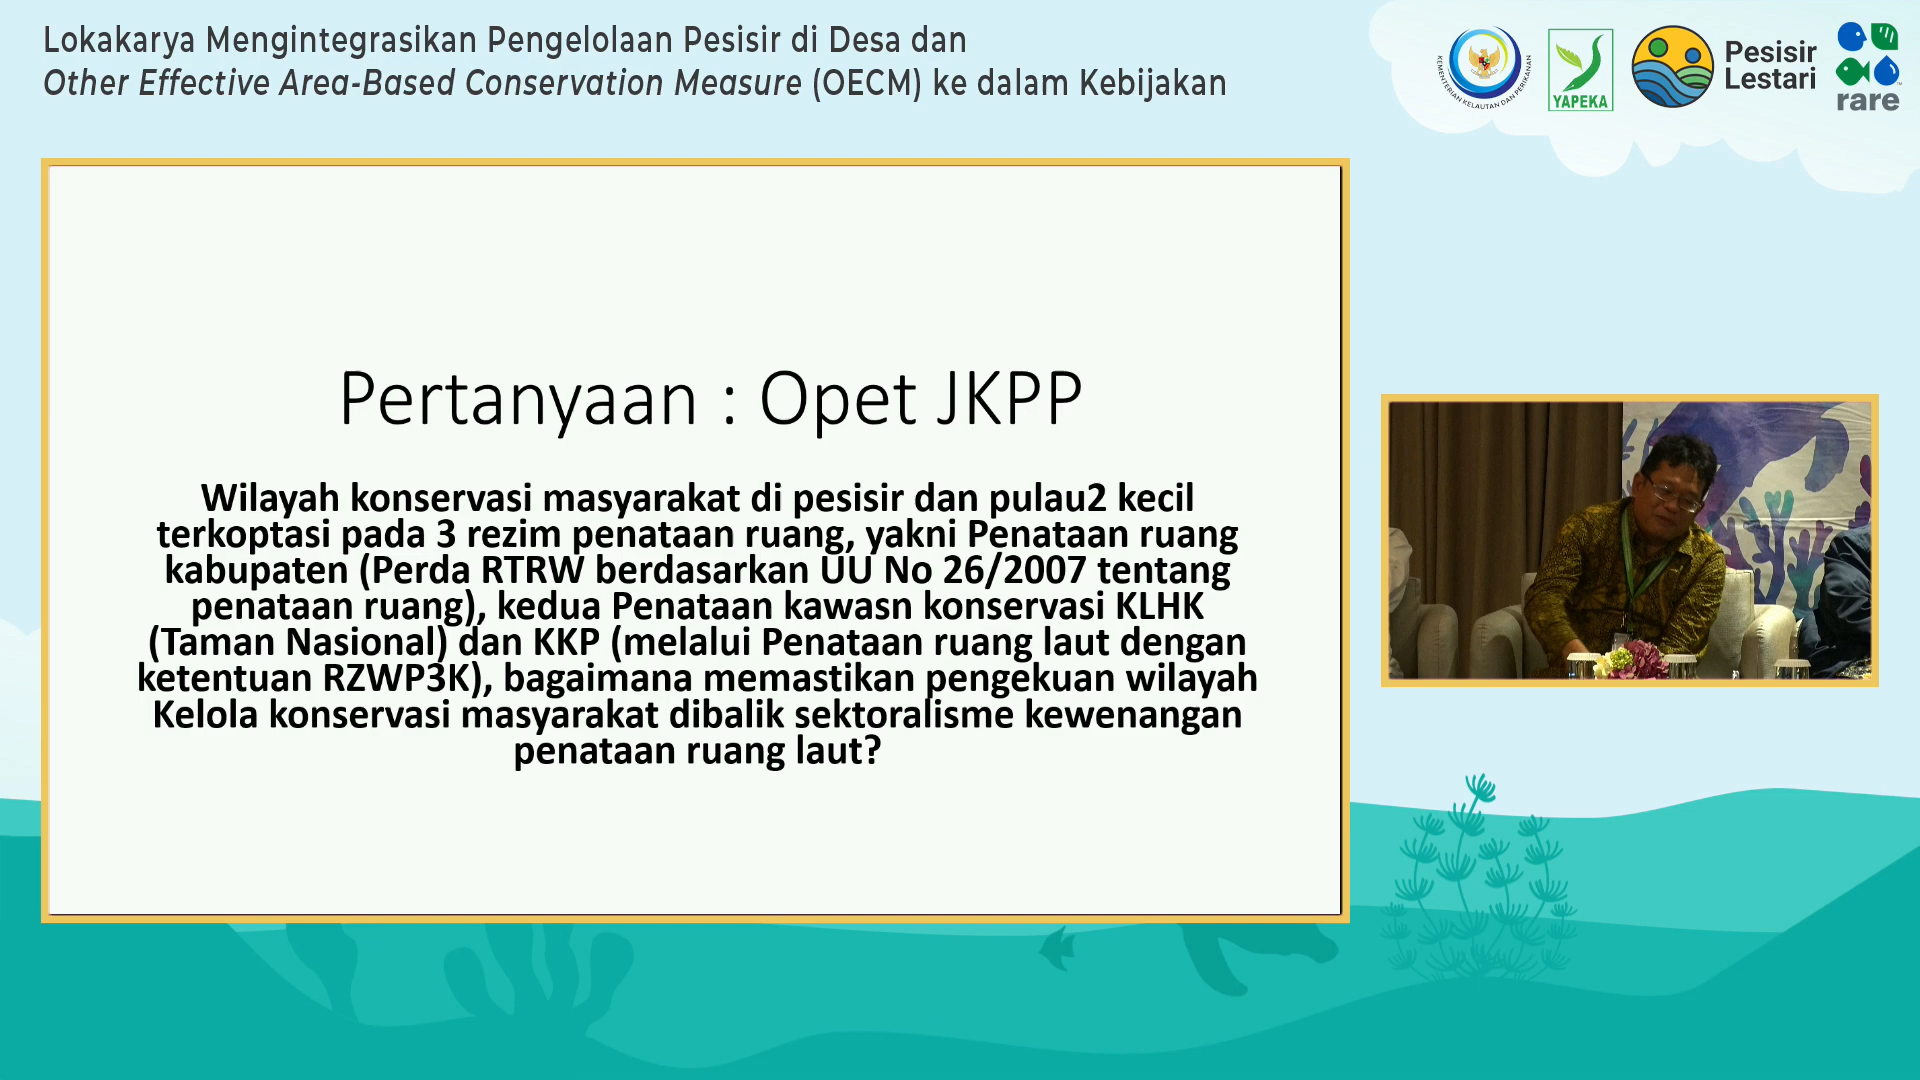 Lokakarya Mengintegrasikan Pengelolaan Pesisir di Desa dan
Other Effective Area-Based Conservation Measure (OECM) ke dalam Kebijakan
KEMENTERIAN KELAUTAN DAN PERIKANAN
YAPEKA
Pesisir
Lestari
rare
Pertanyaan : Opet JKPP
Wilayah konservasi masyarakat di pesisir dan pulau2 kecil
terkoptasi pada 3 rezim penataan ruang, yakni Penataan ruang
kabupaten (Perda RTRW berdasarkan UU No 26/2007 tentang
penataan ruang), kedua Penataan kawasn konservasi KLHK
(Taman Nasional) dan KKP (melalui Penataan ruang laut dengan
ketentuan RZWP3K), bagaimana memastikan pengekuan wilayah
Kelola konservasi masyarakat dibalik sektoralisme kewenangan
penataan ruang laut?